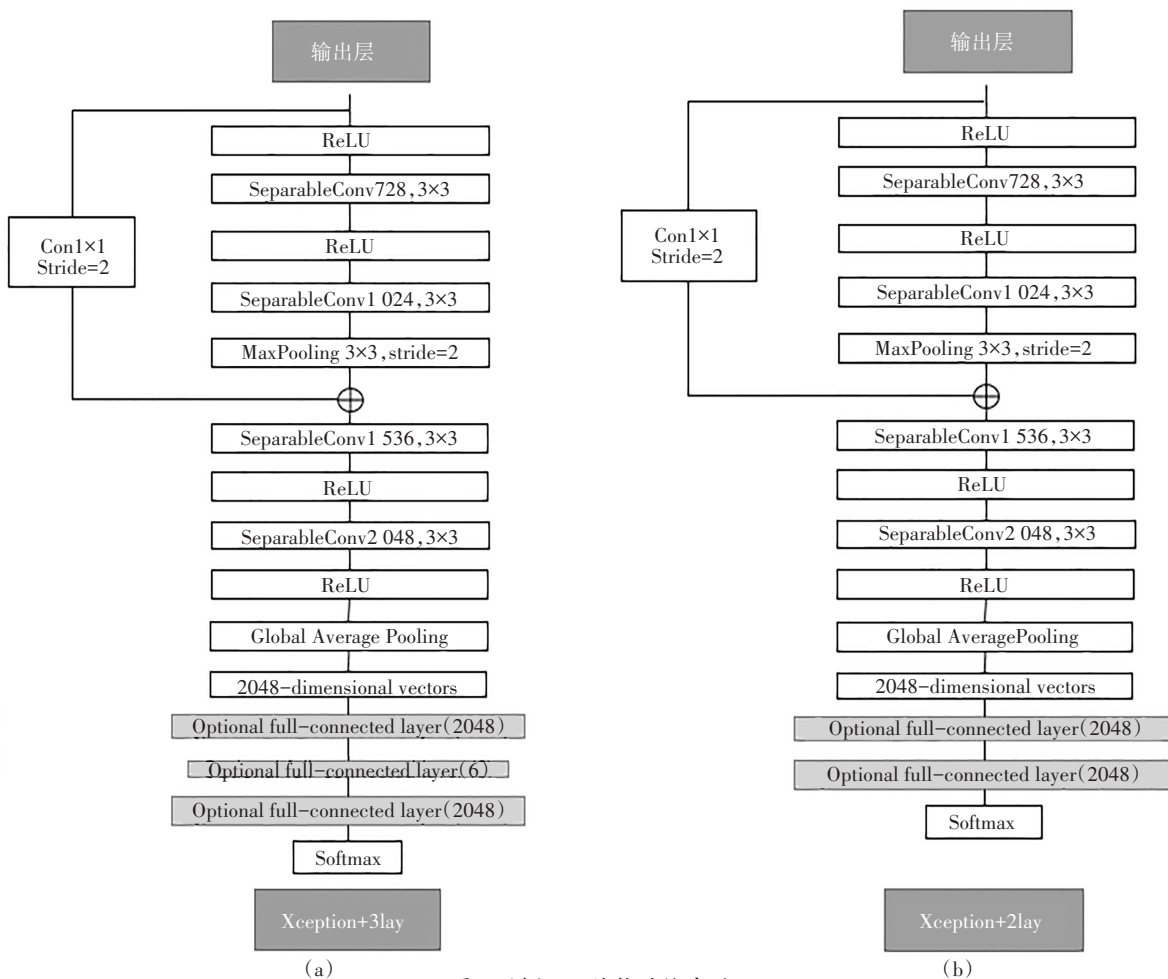 输出层
ReLU
SeparableConv728,3×3
Con1×1
Stride=2
ReLU
SeparableConv1 024,3×3
MaxPooling 3×3,stride=2
SeparableConv1 536,3×3
ReLU
SeparableConv2 048,3×3
ReLU
Global Average Pooling
2048-dimensional vectors
Optional full-connected layer(2048)
Optional full-connected layer(6)
Optional full-connected layer(2048)
Softmax
Xception+3lay
(a)
输出层
ReLU
SeparableConv728,3×3
Con1×1
Stride=2
ReLU
SeparableConv1 024,3×3
MaxPooling 3×3,stride=2
SeparableConv1 536,3×3
ReLU
SeparableConv2 048,3×3
ReLU
Global AveragePooling
2048-dimensional vectors
Optional full-connected layer(2048)
Optional full-connected layer(2048)
Softmax
Xception+2lay
(b)